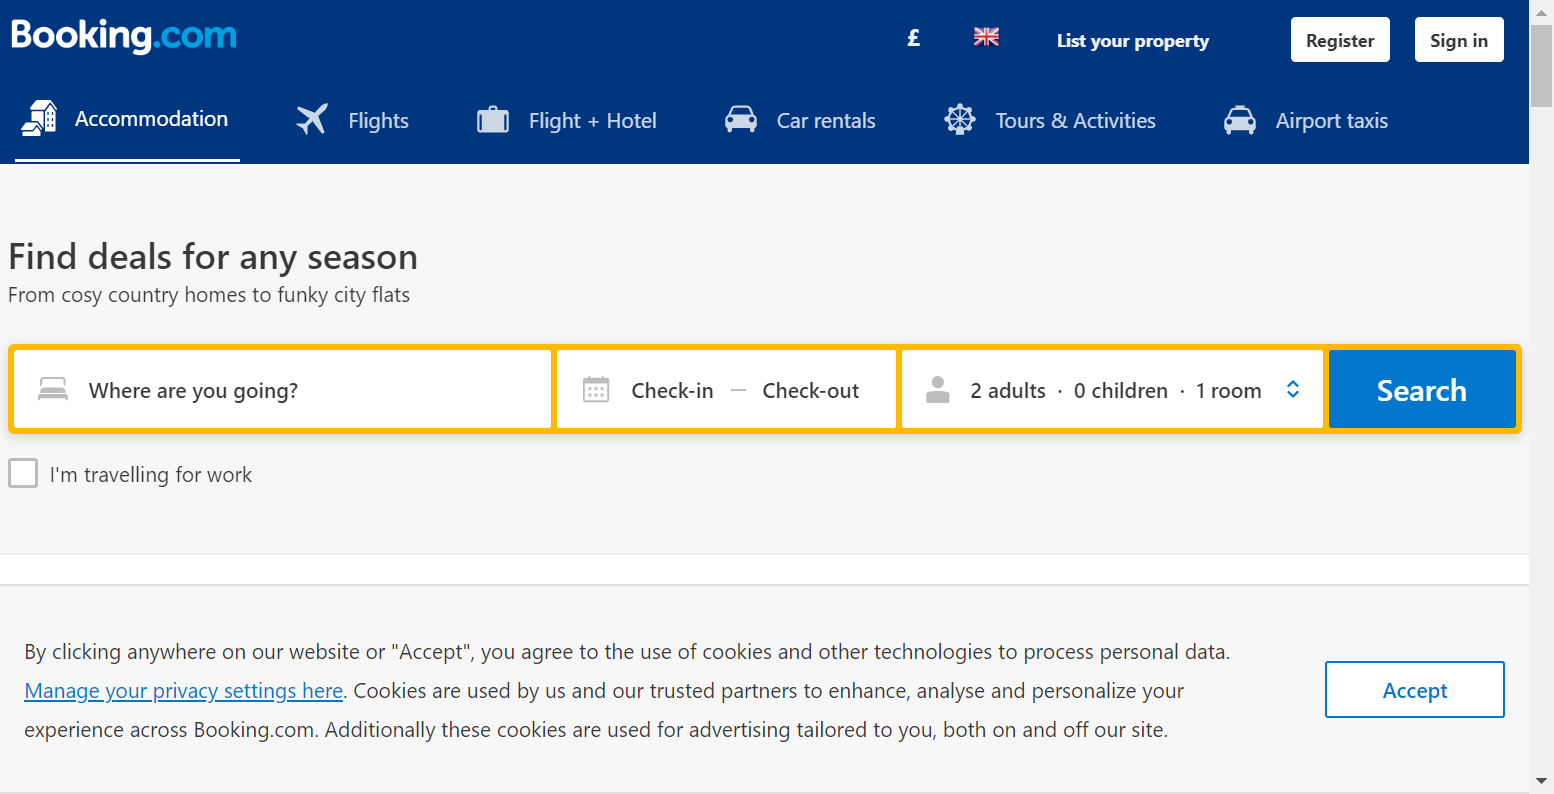 Booking.com
£
List your property
Register
Sign in
Accommodation
Flights
Flight + Hotel
Car rentals
Tours & Activities
Airport taxis
Find deals for any season
From cosy country homes to funky city flats
Where are you going?
Check-in — Check-out
2 adults · 0 children · 1 room
Search
I'm travelling for work
By clicking anywhere on our website or "Accept", you agree to the use of cookies and other technologies to process personal data.
Manage your privacy settings here. Cookies are used by us and our trusted partners to enhance, analyse and personalize your
experience across Booking.com. Additionally these cookies are used for advertising tailored to you, both on and off our site.
Accept